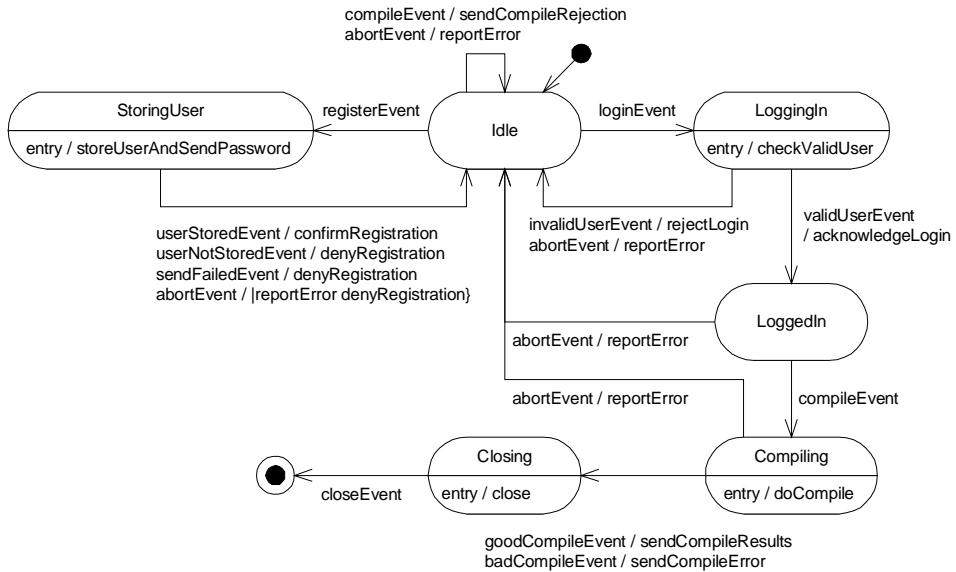 compileEvent / sendCompileRejection
abortEvent / reportError
StoringUser
entry / storeUserAndSendPassword
registerEvent
Idle
loginEvent
LoggingIn
entry / checkValidUser
userStoredEvent / confirmRegistration
userNotStoredEvent / denyRegistration
sendFailedEvent / denyRegistration
abortEvent / |reportError denyRegistration}
invalidUserEvent / rejectLogin
abortEvent / reportError
validUserEvent
/ acknowledgeLogin
LoggedIn
abortEvent / reportError
abortEvent / reportError
compileEvent
closeEvent
Closing
entry / close
Compiling
entry / doCompile
goodCompileEvent / sendCompileResults
badCompileEvent / sendCompileError